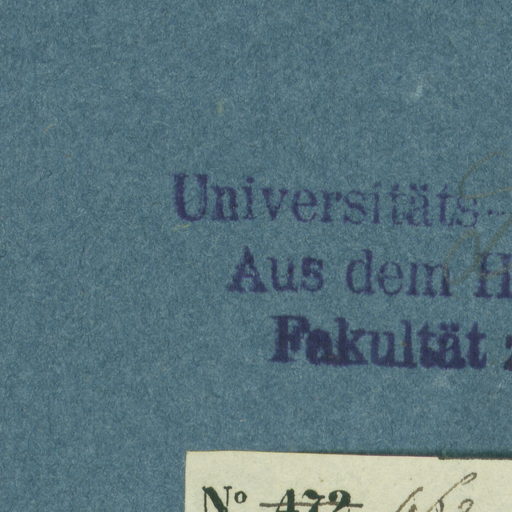 Universitäts-
Aus dem H
Fakultät
Nº 472